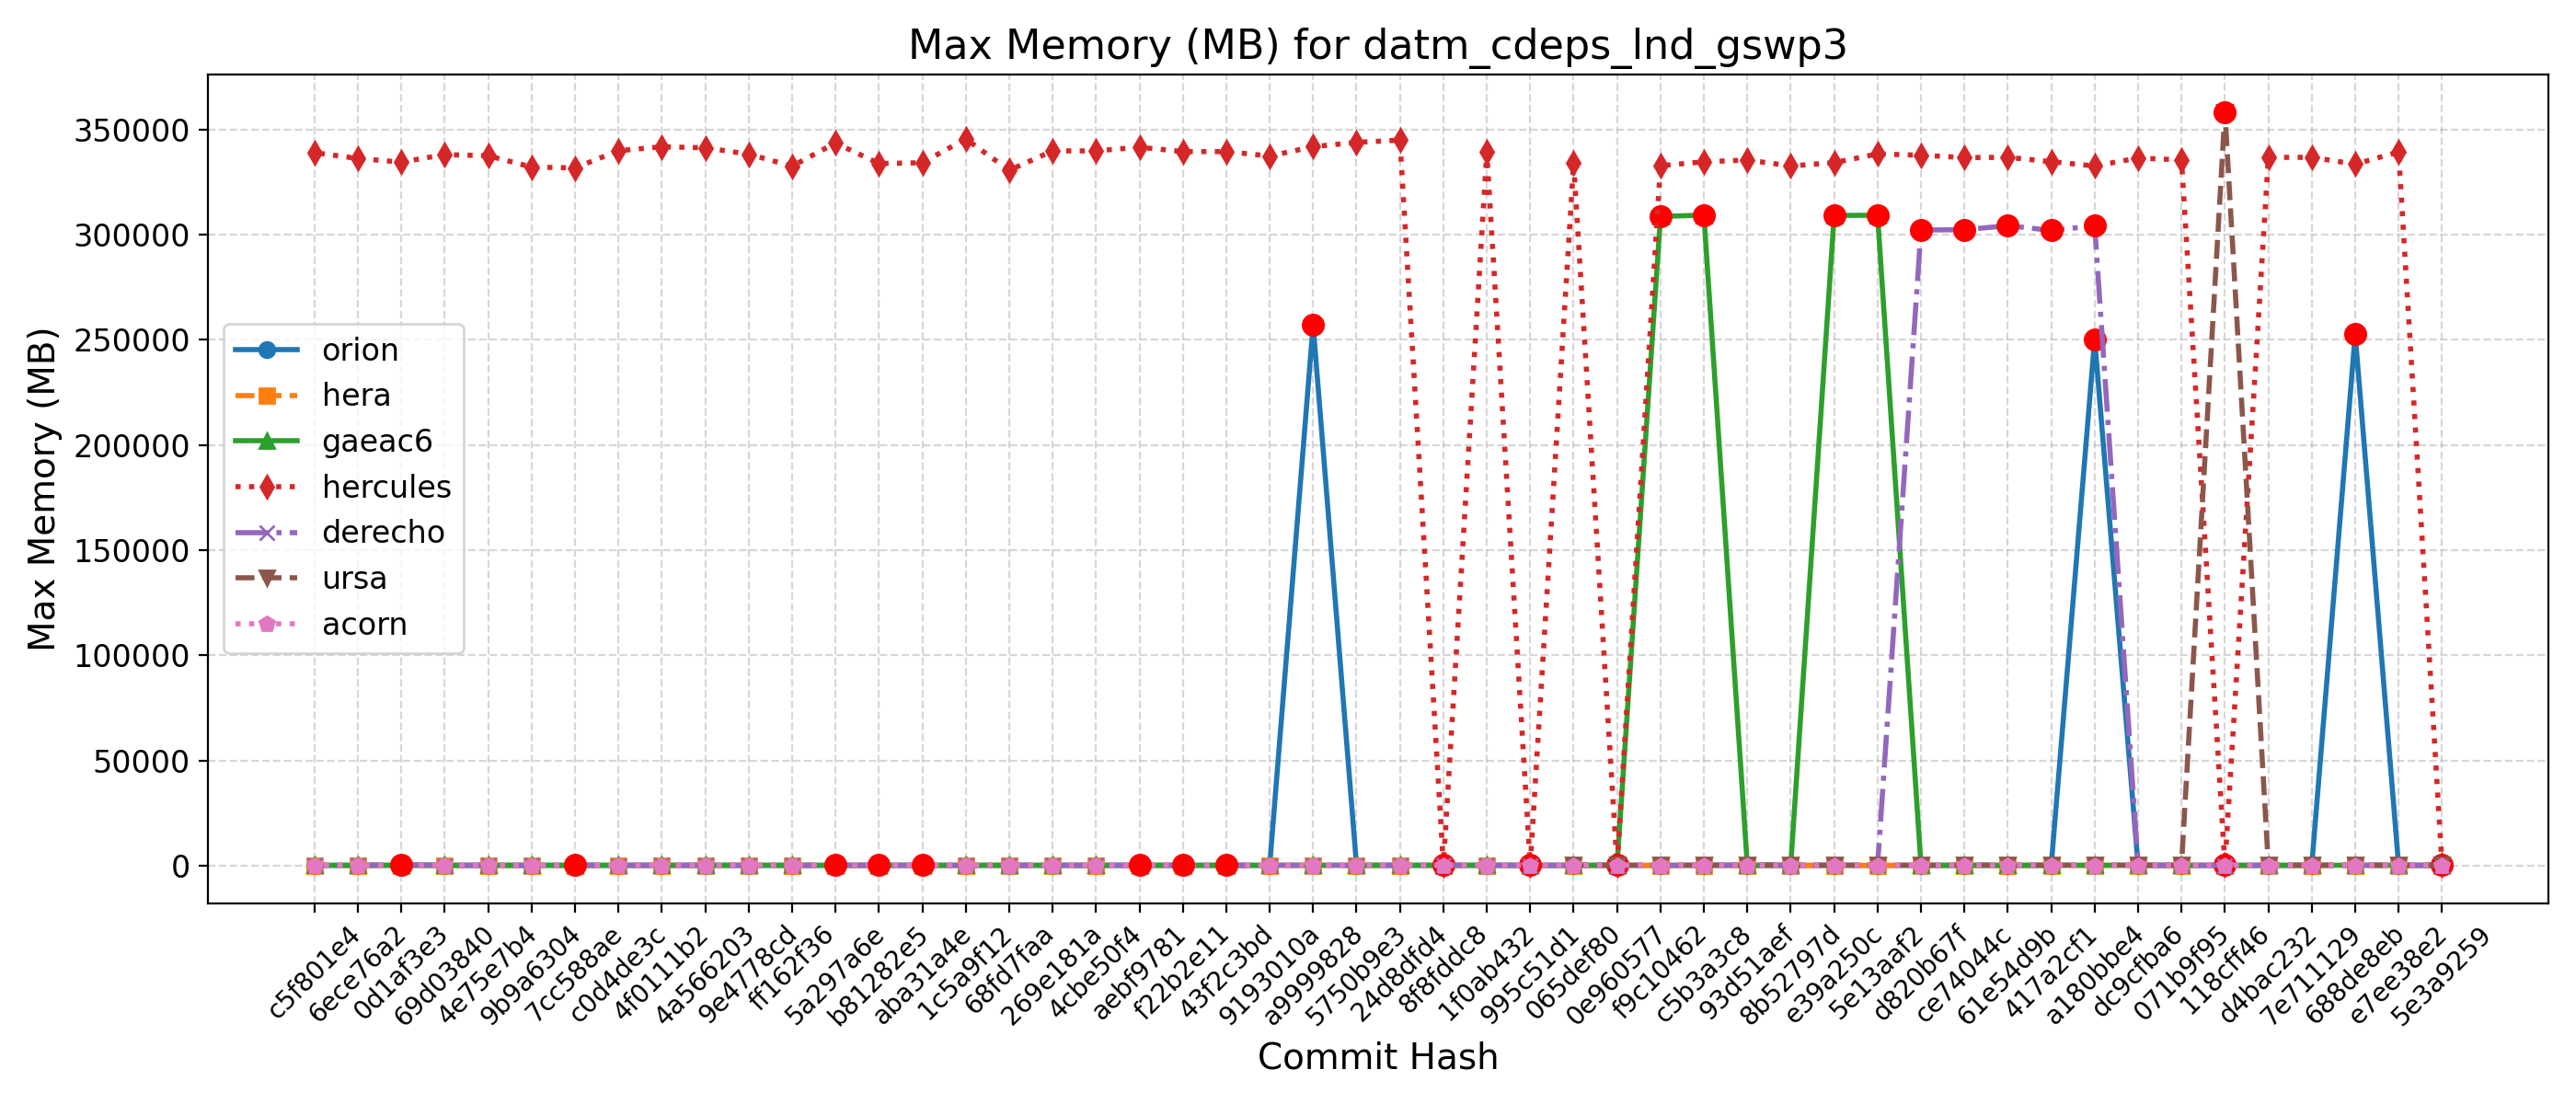 Max Memory (MB) for datm_cdeps_lnd_gswp3
Max Memory (MB)
350000
300000
250000
200000
150000
100000
50000
0
orion
hera
gaeac6
hercules
derecho
ursa
acorn
c5f801e4
6ece76a2
0d1af3e3
69d03840
4e75e7b4
9b9a6304
7cc588ae
c0d4de3c
4f0111b2
4a566203
9e4778cd
ff162f36
5a297a6e
b81282e5
aba31a4e
1c5a9f12
68fd7faa
269e181a
4cbe50f4
aebf9781
f22b2e11
43f2c3bd
9193010a
a9999828
5750b9e3
24d8dfd4
8f8fddc8
1f0ab432
995c51d1
065def80
0e960577
f9c10462
c5b3a3c8
93d51aef
8b52797d
e39a250c
5e13aaf2
d820b67f
ce74044c
61e54d9b
417a2cf1
a180bbe4
dc9cfba6
071b9f95
118cff46
d4bac232
7e711129
688de8eb
e7ee38e2
5e3a9259
Commit Hash